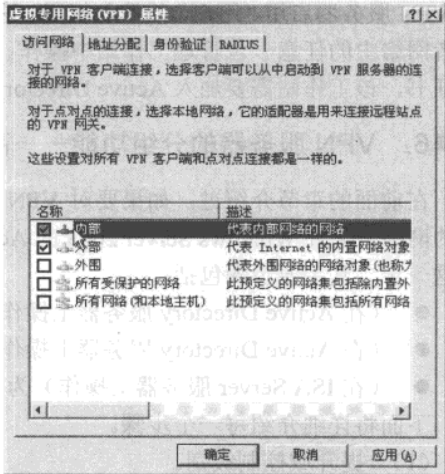 虚拟专用网络(VPN) 属性
访问网络 地址分配 身份验证 RADIUS
对于 VPN 客户端连接，选择客户端可以从中启动到 VPN 服务器的连
接的网络。
对于点对点的连接，选择本地网络，它的适配器是用来连接远程站点
的 VPN 网关。
这些设置对所有 VPN 客户端和点对点连接都是一样的。
名称 描述
内部 代表内部网络的网络
外部 代表 Internet 的内置网络对象
外围 代表外围网络的网络对象(也称为
所有受保护的网络 此预定义的网络集包括除内置外
所有网络(和本地主机) 此预定义的网络集包括所有网络
确定 取消 应用(A)